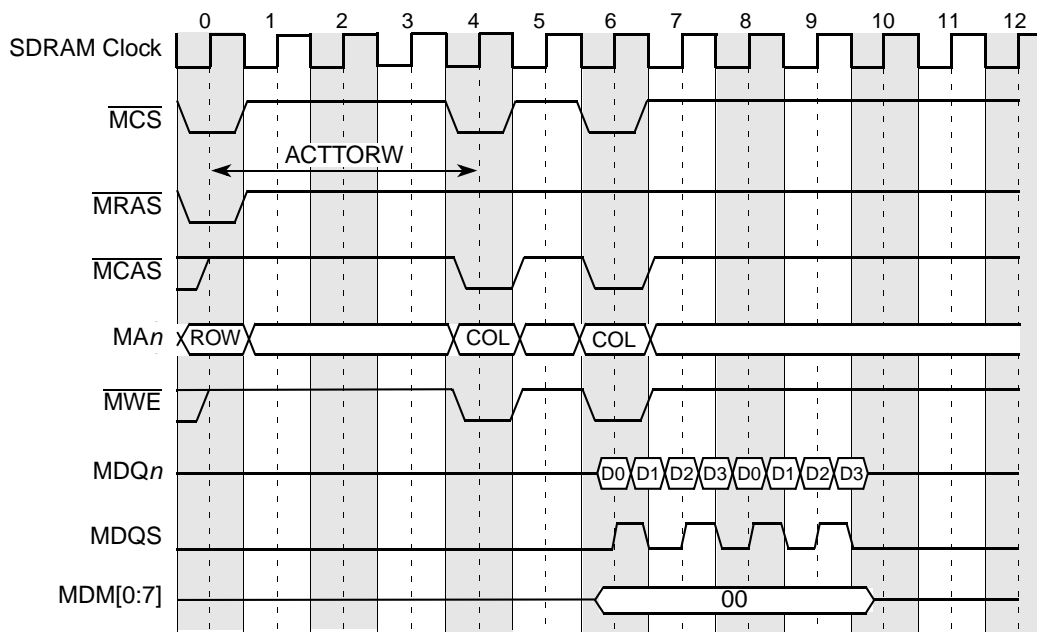 0 1 2 3 4 5 6 7 8 9 10 11 12
SDRAM Clock
MCS
ACTTORW
MRAS
MCAS
MAn ROW COL COL
MWE
MDQn D0 D1 D2 D3 D0 D1 D2 D3
MDQS
MDM[0:7] 00